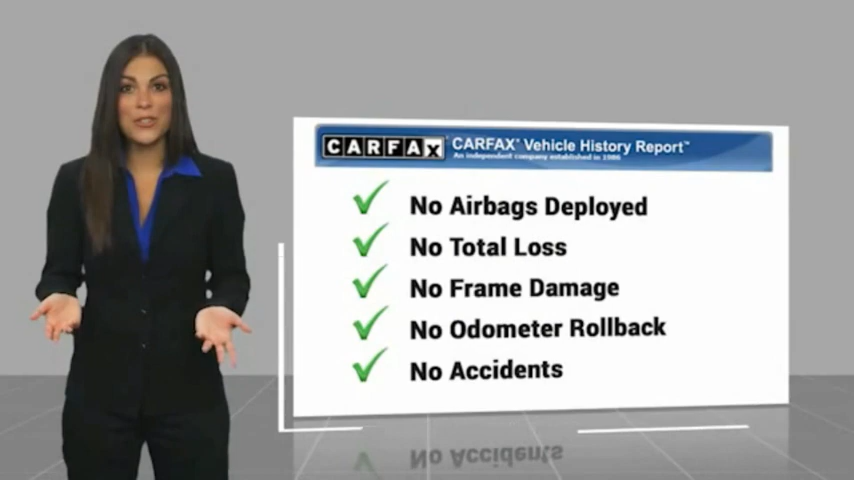 CARFAX CARFAX® Vehicle History Report™
An independent company established in 1986
No Airbags Deployed
No Total Loss
No Frame Damage
No Odometer Rollback
No Accidents
No Accidents